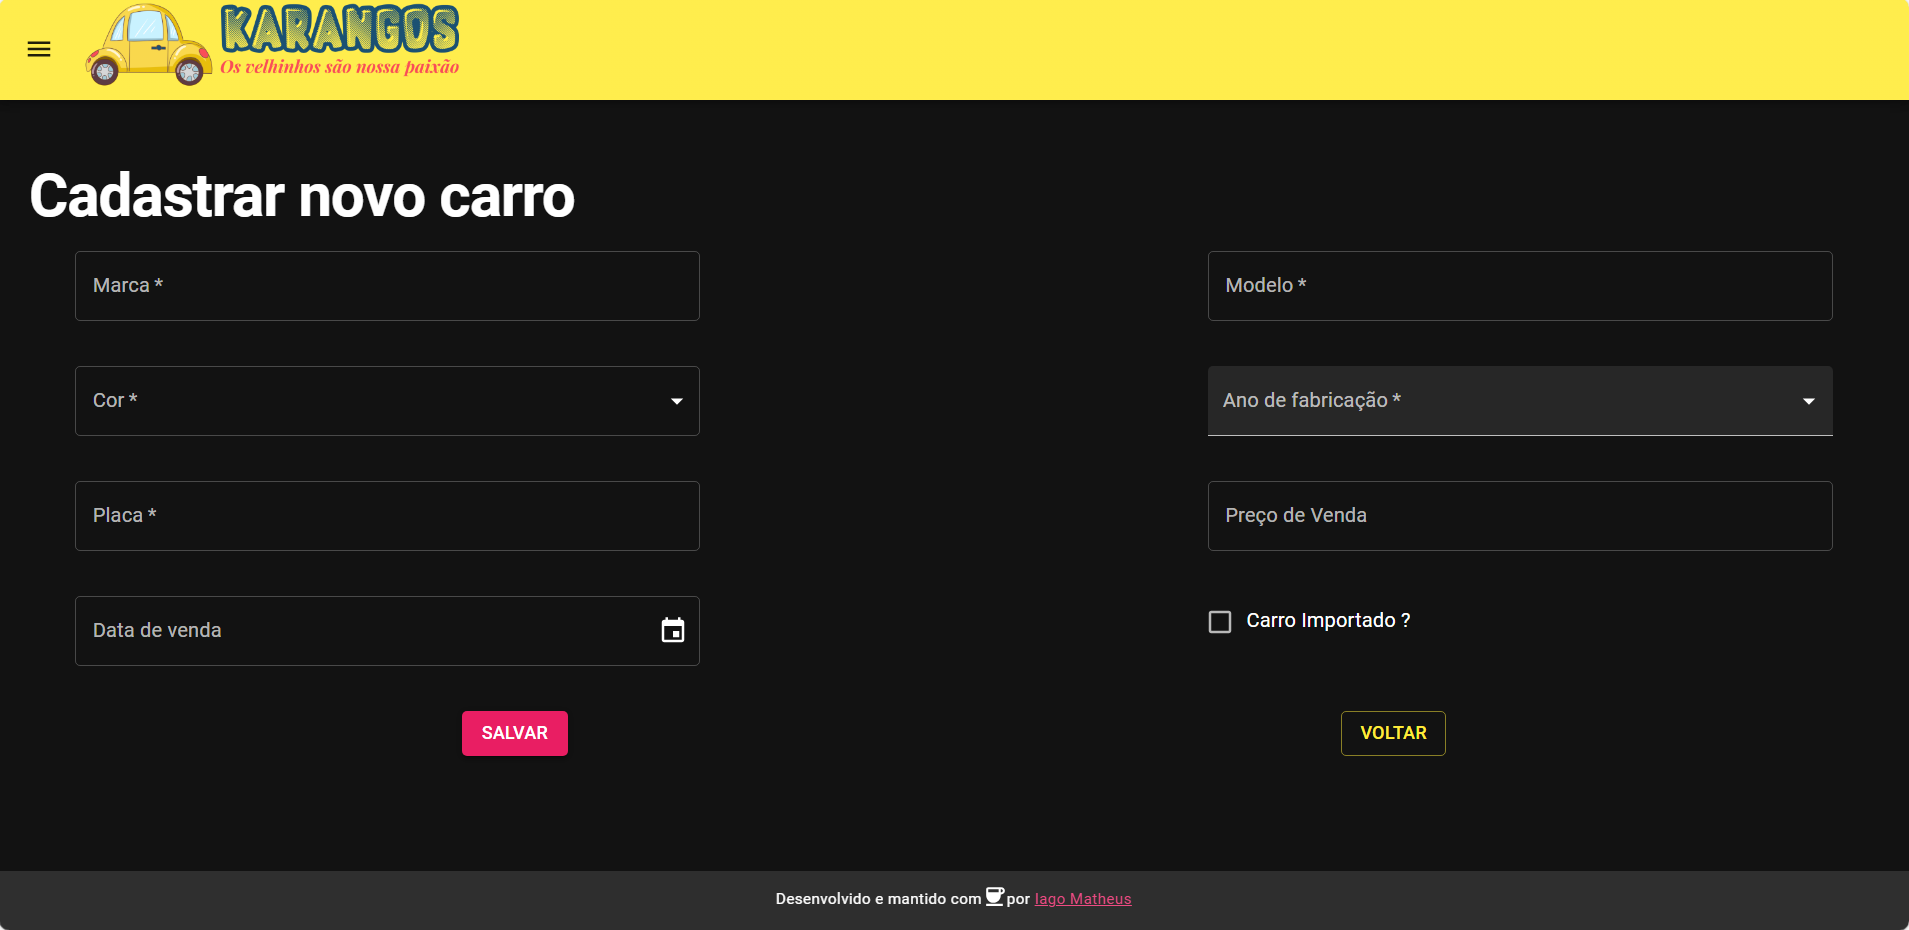 KARANGOS
Os velhinhos são nossa paixão
Cadastrar novo carro
Marca *
Modelo *
Cor *
Ano de fabricação *
Placa *
Preço de Venda
Data de venda
Carro Importado ?
SALVAR
VOLTAR
Desenvolvido e mantido com por Iago Matheus